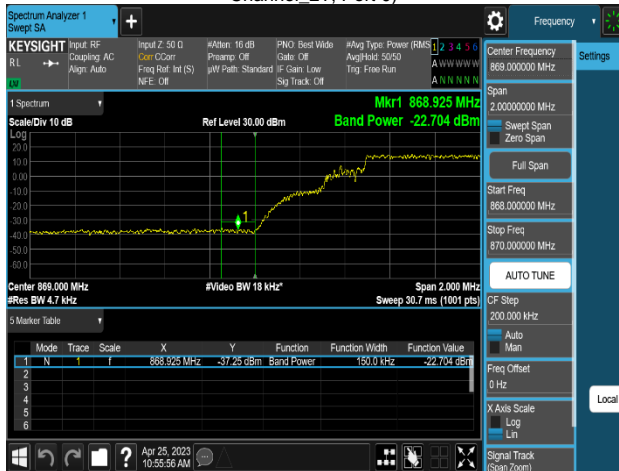 Spectrum Analyzer 1
Swept SA
+
Frequency
KEYSIGHT
RL
Input: RF
Coupling: AC
Align: Auto
Input Z: 50 Ω
Corr CCorr
Freq Ref: Int (S)
NFE: Off
#Atten: 16 dB
Preamp: Off
µW Path: Standard
PNO: Best Wide
Gate: Off
IF Gain: Low
Sig Track: Off
#Avg Type: Power (RMS
Avg|Hold: 50/50
Trig: Free Run
1 2 3 4 5 6
A W W W W W
A N N N N N
1 Spectrum
Scale/Div 10 dB
Ref Level 30.00 dBm
Mkr1 868.925 MHz
Band Power -22.704 dBm
Log
20.0
10.0
0.00
-10.0
-20.0
-30.0
-40.0
-50.0
-60.0
1
Center 869.000 MHz
#Video BW 18 kHz*
Span 2.000 MHz
#Res BW 4.7 kHz
Sweep 30.7 ms (1001 pts)
5 Marker Table
Mode Trace Scale X Y Function Function Width Function Value
1 N 1 f 868.925 MHz -37.25 dBm Band Power 150.0 kHz -22.704 dBm
2
3
4
5
6
Apr 25, 2023
10:55:56 AM
?
Center Frequency
869.000000 MHz
Settings
Span
2.00000000 MHz
Swept Span
Zero Span
Full Span
Start Freq
868.000000 MHz
Stop Freq
870.000000 MHz
AUTO TUNE
CF Step
200.000 kHz
Auto
Man
Freq Offset
0 Hz
Local
X Axis Scale
Log
Lin
Signal Track
(Span Zoom)